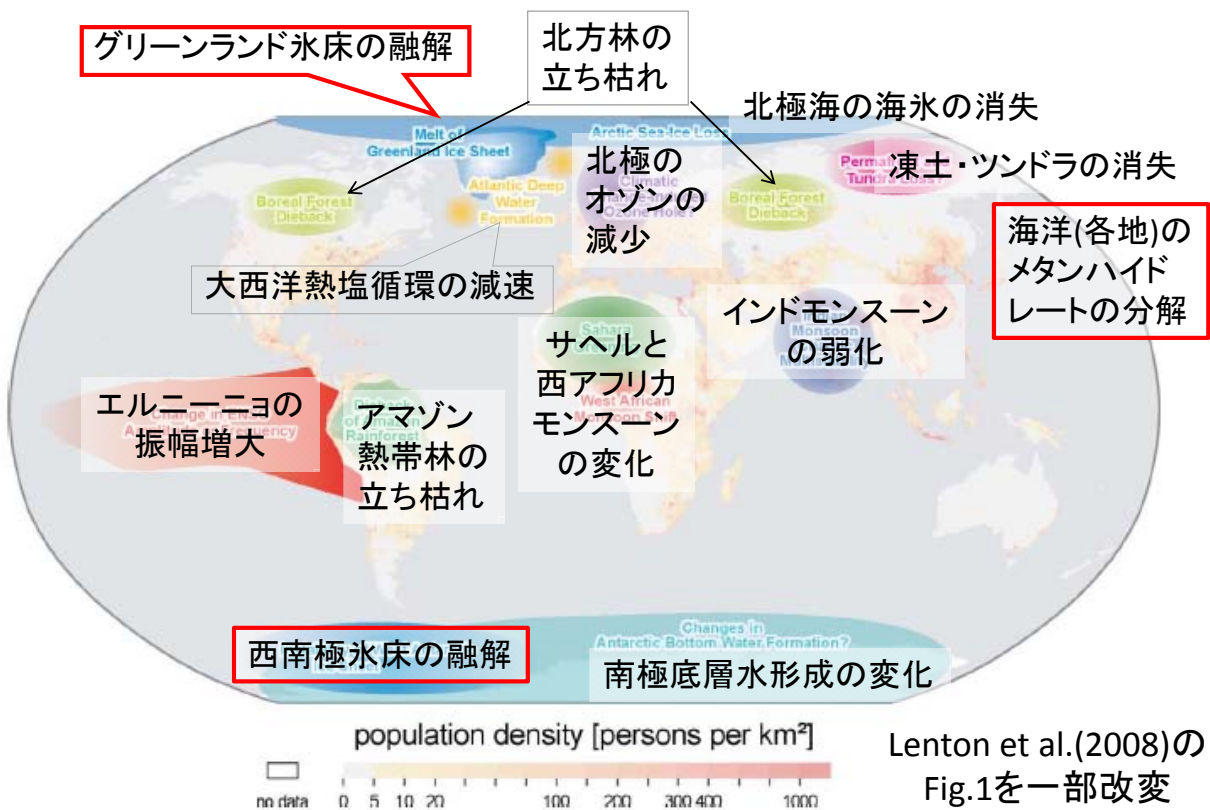 グリーンランド氷床の融解
北方林の
立ち枯れ
北極海の海氷の消失
Melt of
Greenland Ice Sheet
Arctic Sea-Ice Loss
北極の
オゾンの
減少
凍土・ツンドラの消失
Boreal Forest
Dieback
Atlantic Deep
Water
Formation
Boreal Forest
Dieback
海洋(各地)の
メタンハイド
レートの分解
大西洋熱塩循環の減速
インドモンスーン
の弱化
サヘルと
西アフリカ
モンスーン
の変化
エルニーニョの
振幅増大
アマゾン
熱帯林の
立ち枯れ
西南極氷床の融解
Changes in
Antarctic Bottom Water Formation?
南極底層水形成の変化
population density [persons per km²]
no data 0 5 10 20 100 200 300 400 1000
Lenton et al.(2008)の
Fig.1を一部改変